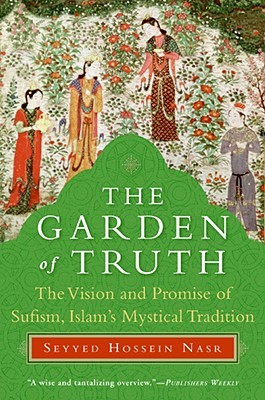 THE
GARDEN
of TRUTH
The Vision and Promise of
Sufism, Islam's Mystical Tradition
SEYYED HOSSEIN NASR
"A wise and tantalizing overview."—PUBLISHERS WEEKLY